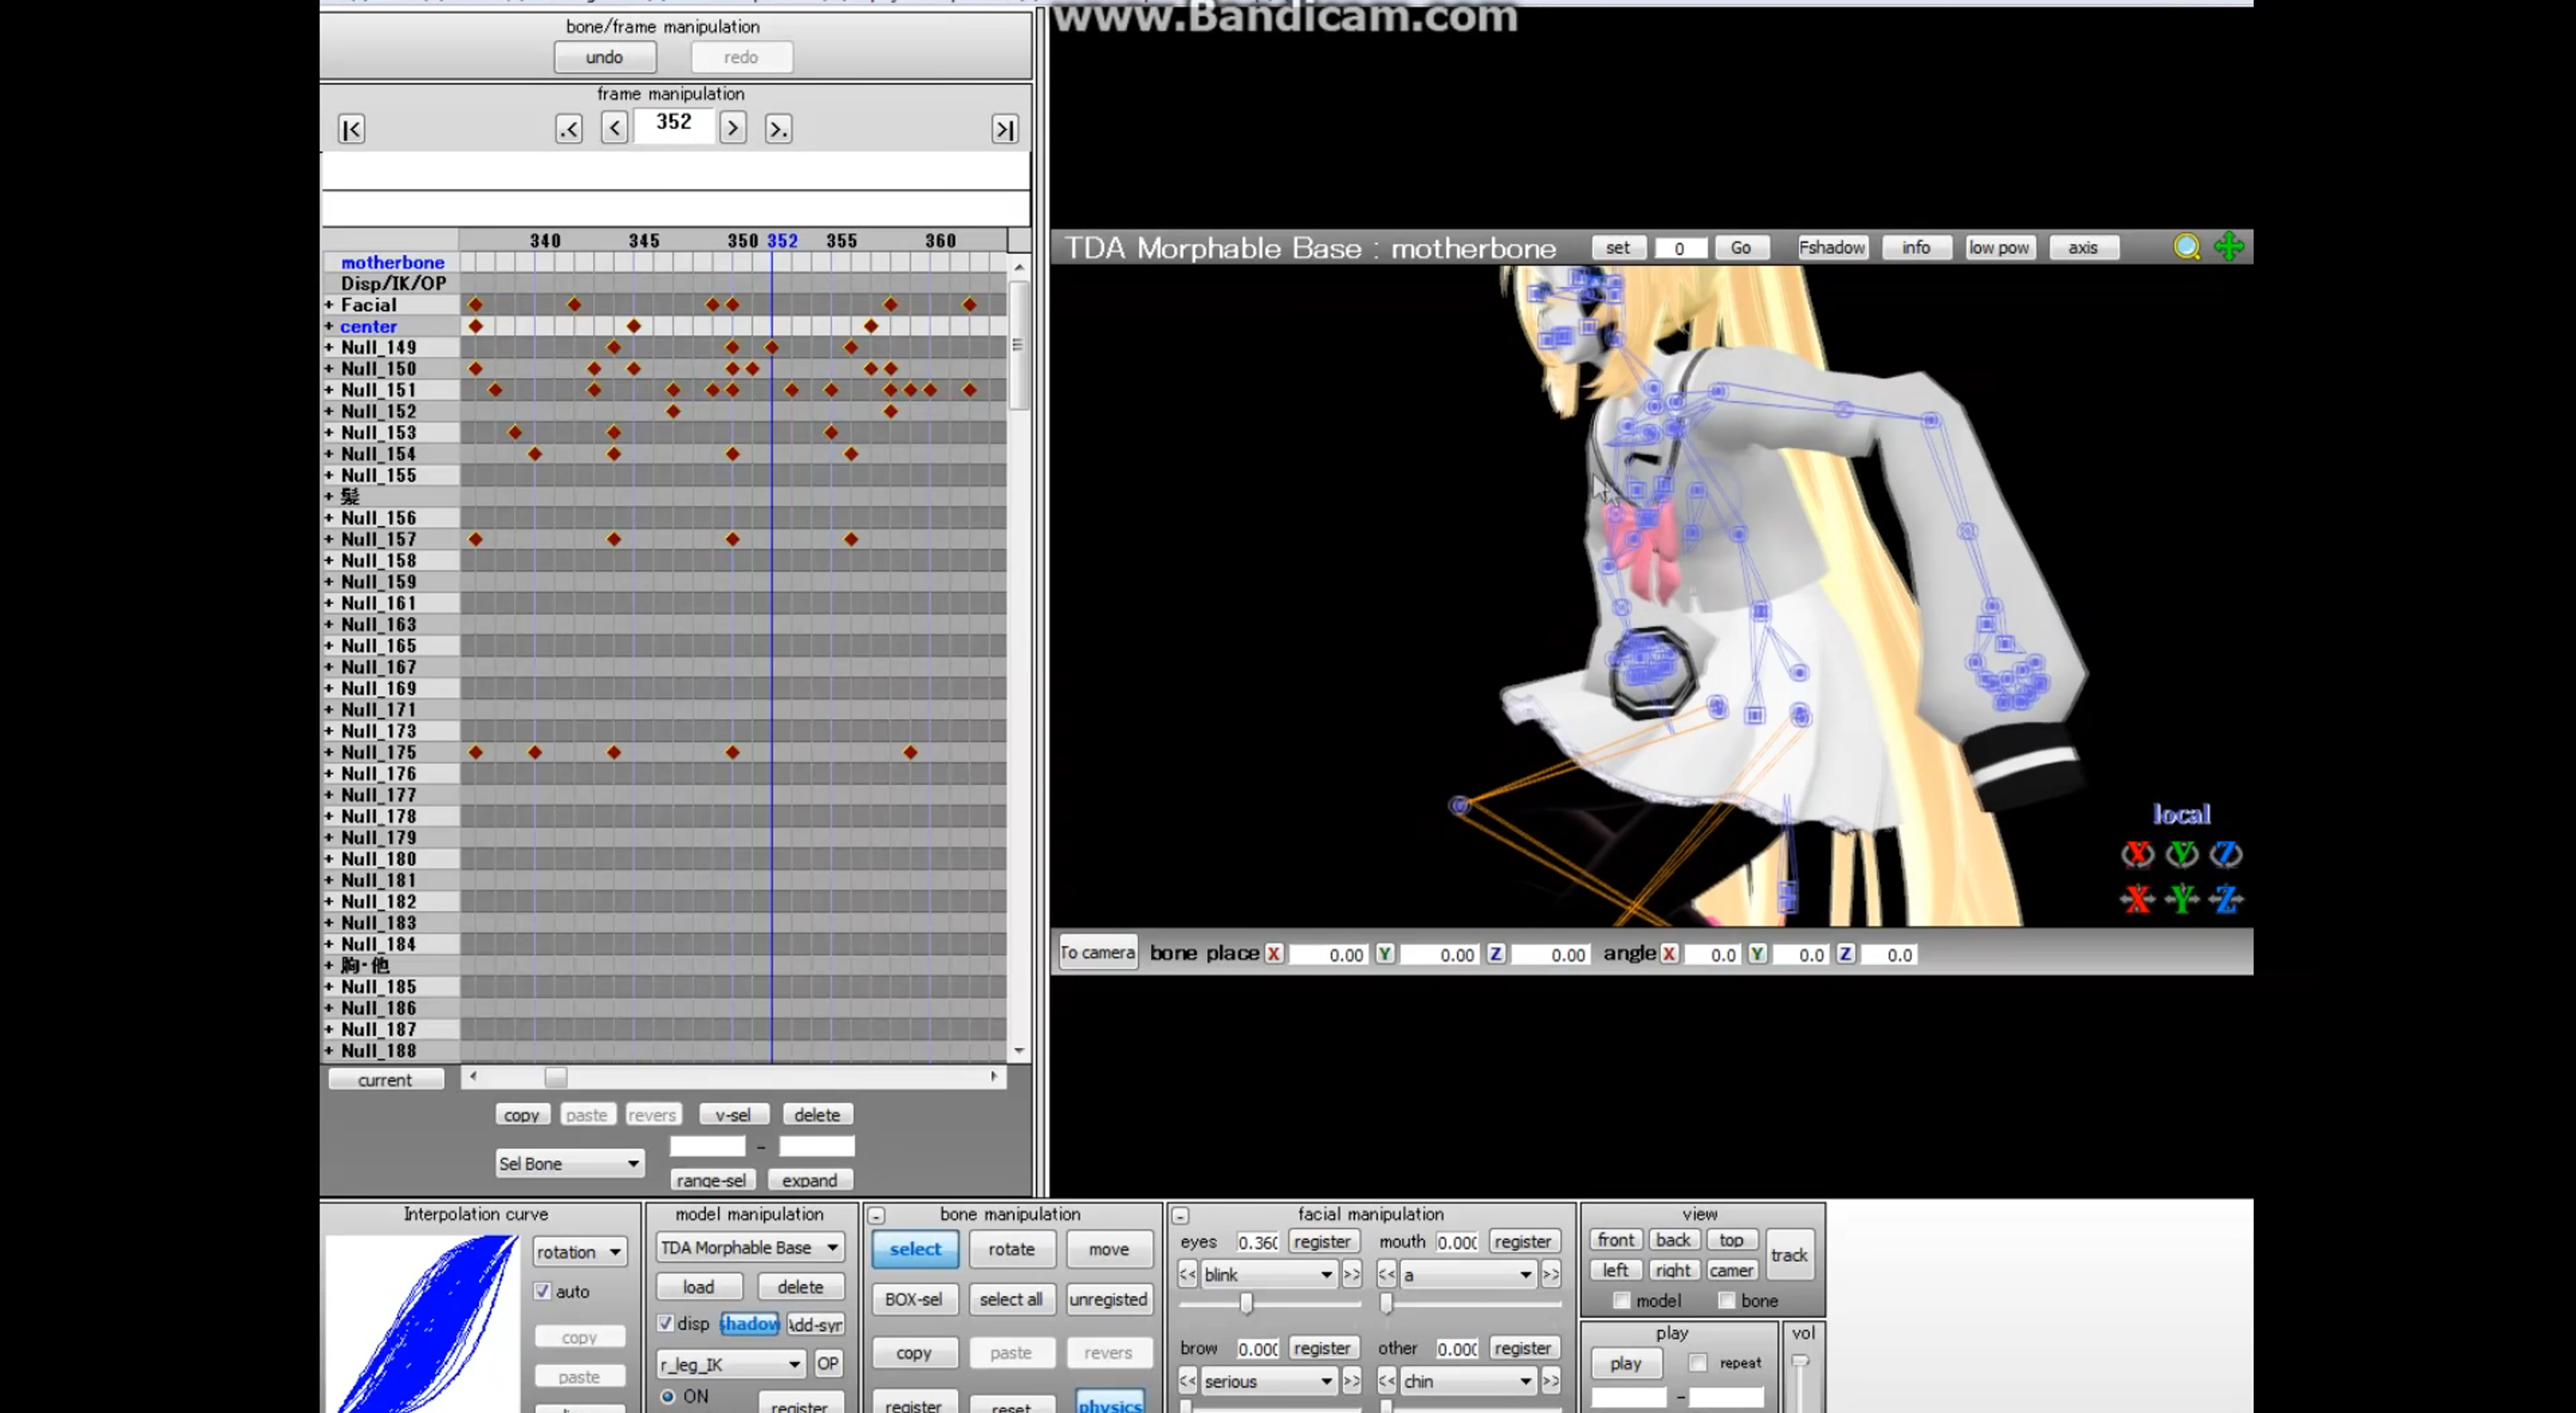 www.Bandicam.com
bone/frame manipulation
undo redo
frame manipulation
|< .< < 352 > >. >|
340 345 350 352 355 360
motherbone
Disp/IK/OP
+ Facial
+ center
+ Null_149
+ Null_150
+ Null_151
+ Null_152
+ Null_153
+ Null_154
+ Null_155
+ 髪
+ Null_156
+ Null_157
+ Null_158
+ Null_159
+ Null_161
+ Null_163
+ Null_165
+ Null_167
+ Null_169
+ Null_171
+ Null_173
+ Null_175
+ Null_176
+ Null_177
+ Null_178
+ Null_179
+ Null_180
+ Null_181
+ Null_182
+ Null_183
+ Null_184
+ 胸・他
+ Null_185
+ Null_186
+ Null_187
+ Null_188
current
copy paste revers v-sel delete
-
Sel Bone
range-sel expand
TDA Morphable Base : motherbone set 0 Go Fshadow info low pow axis
local
X Y Z
X Y Z
To camera bone place X 0.00 Y 0.00 Z 0.00 angle X 0.0 Y 0.0 Z 0.0
Interpolation curve
rotation
auto
copy
paste
model manipulation
TDA Morphable Base
load delete
disp shadow Add-syn
r_leg_IK OP
ON
register
- bone manipulation
select rotate move
BOX-sel select all unregisted
copy paste revers
register reset physics
- facial manipulation
eyes 0.360 register mouth 0.000 register
<< blink >> << a >>
brow 0.000 register other 0.000 register
<< serious >> << chin >>
view
front back top track
left right camer
model bone
play
play repeat
-
vol